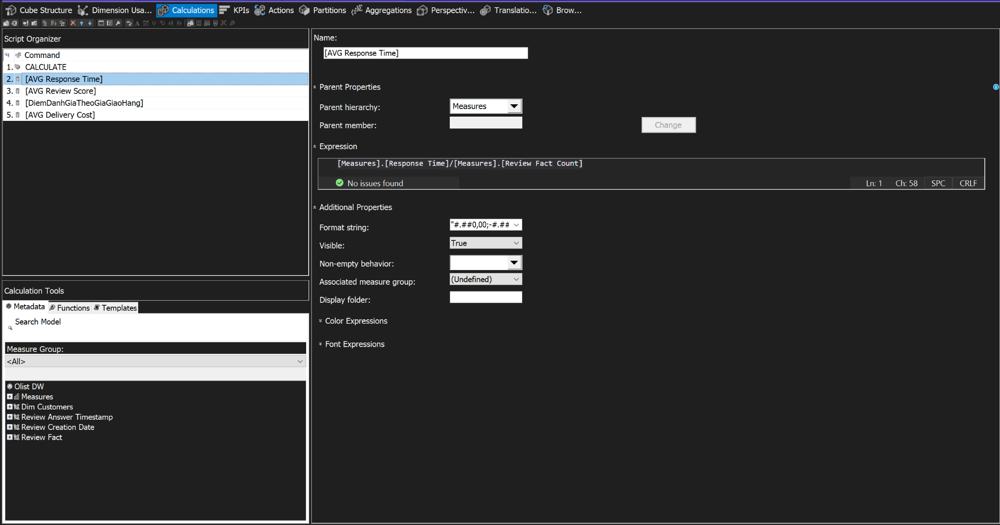 Cube Structure Dimension Usa... Calculations KPIs Actions Partitions Aggregations Perspectiv... Translatio... Brow...
Script Organizer
Command
1. CALCULATE
2. [AVG Response Time]
3. [AVG Review Score]
4. [DiemDanhGiaTheoGiaGiaoHang]
5. [AVG Delivery Cost]
Calculation Tools
Metadata Functions Templates
Search Model
Measure Group:
<All>
Olist DW
Measures
Dim Customers
Review Answer Timestamp
Review Creation Date
Review Fact
Name:
[AVG Response Time]
Parent Properties
Parent hierarchy: Measures
Parent member: Change
Expression
[Measures].[Response Time]/[Measures].[Review Fact Count]
No issues found Ln: 1 Ch: 58 SPC CRLF
Additional Properties
Format string: "#.##0,00;-#.##
Visible: True
Non-empty behavior:
Associated measure group: (Undefined)
Display folder:
Color Expressions
Font Expressions